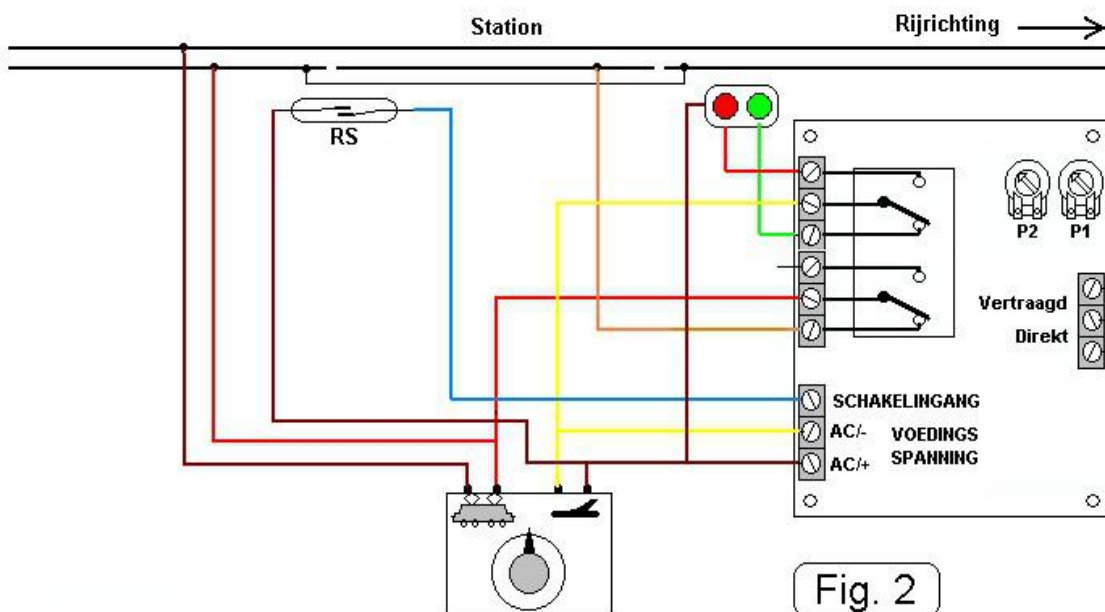 Station
Rijrichting
RS
P2
P1
Vertraagd
Direkt
SCHAKELINGANG
AC/- VOEDINGS
AC/+ SPANNING
Fig. 2